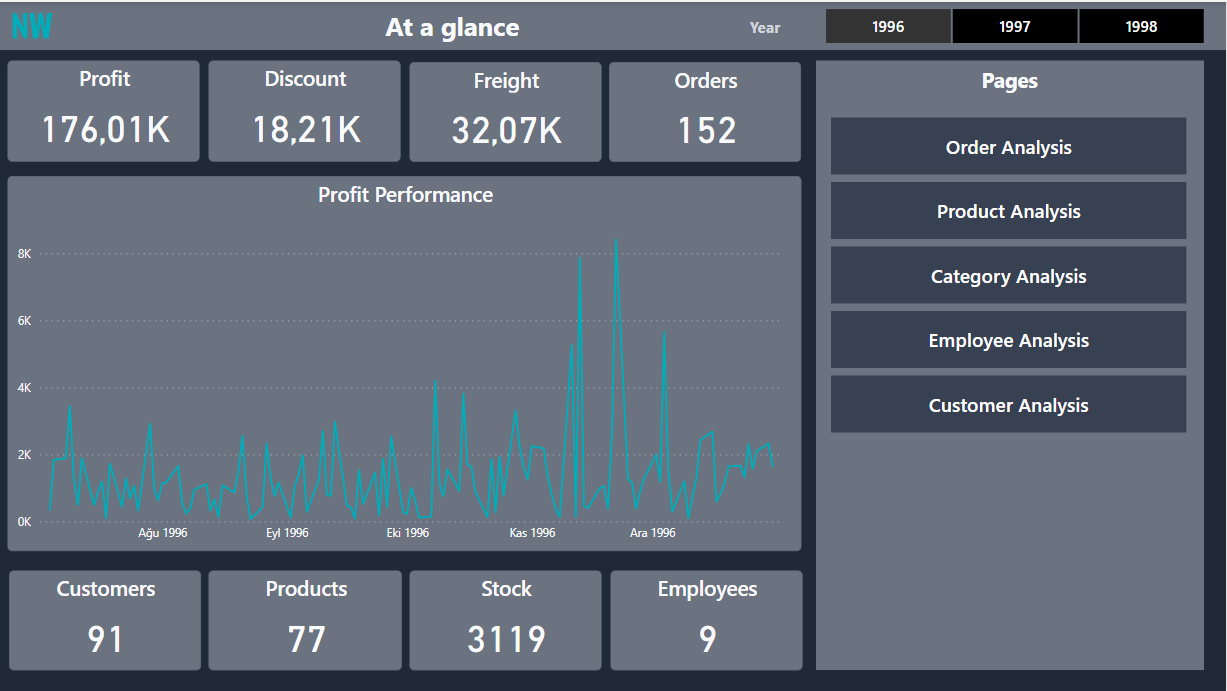 NW
At a glance
Year
1996
1997
1998
Profit
176,01K
Discount
18,21K
Freight
32,07K
Orders
152
Pages
Order Analysis
Product Analysis
Category Analysis
Employee Analysis
Customer Analysis
Profit Performance
8K
6K
4K
2K
0K
Ağu 1996
Eyl 1996
Eki 1996
Kas 1996
Ara 1996
Customers
91
Products
77
Stock
3119
Employees
9